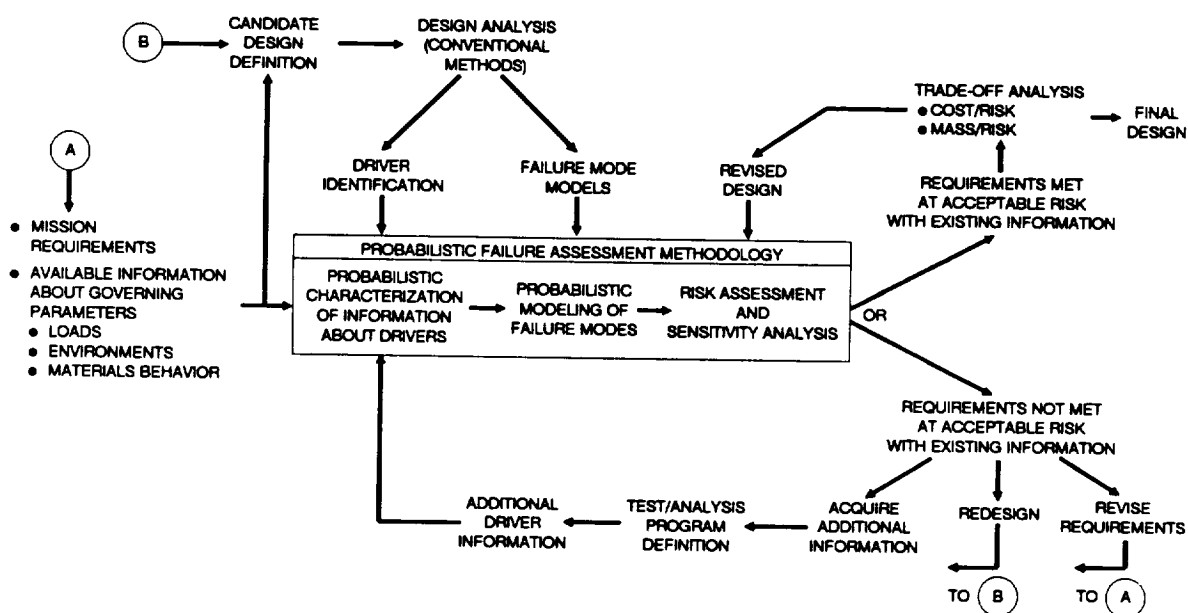 B
CANDIDATE
DESIGN
DEFINITION
DESIGN ANALYSIS
(CONVENTIONAL
METHODS)
A
● MISSION
REQUIREMENTS
● AVAILABLE INFORMATION
ABOUT GOVERNING
PARAMETERS
● LOADS
● ENVIRONMENTS
● MATERIALS BEHAVIOR
DRIVER
IDENTIFICATION
FAILURE MODE
MODELS
REVISED
DESIGN
TRADE-OFF ANALYSIS
● COST/RISK
● MASS/RISK
FINAL
DESIGN
REQUIREMENTS MET
AT ACCEPTABLE RISK
WITH EXISTING INFORMATION
PROBABILISTIC FAILURE ASSESSMENT METHODOLOGY
PROBABILISTIC
CHARACTERIZATION
OF INFORMATION
ABOUT DRIVERS
PROBABILISTIC
MODELING OF
FAILURE MODES
RISK ASSESSMENT
AND
SENSITIVITY ANALYSIS
OR
REQUIREMENTS NOT MET
AT ACCEPTABLE RISK
WITH EXISTING INFORMATION
ADDITIONAL
DRIVER
INFORMATION
TEST/ANALYSIS
PROGRAM
DEFINITION
ACQUIRE
ADDITIONAL
INFORMATION
REDESIGN
REVISE
REQUIREMENTS
TO B
TO A